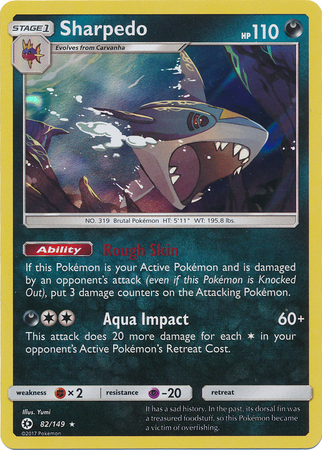 STAGE1
Sharpedo
HP 110
Evolves from Carvanha
NO. 319 Brutal Pokémon HT: 5'11" WT: 195.8 lbs.
Ability Rough Skin
If this Pokémon is your Active Pokémon and is damaged
by an opponent's attack (even if this Pokémon is Knocked
Out), put 3 damage counters on the Attacking Pokémon.
Aqua Impact 60+
This attack does 20 more damage for each in
your opponent's Active Pokémon's Retreat Cost.
weakness × 2 resistance -20 retreat
Illus. Yumi
82/149 ★
©2017 Pokémon
It has a sad history. In the past, its dorsal fin was
a treasured foodstuff, so this Pokémon became
a victim of overfishing.